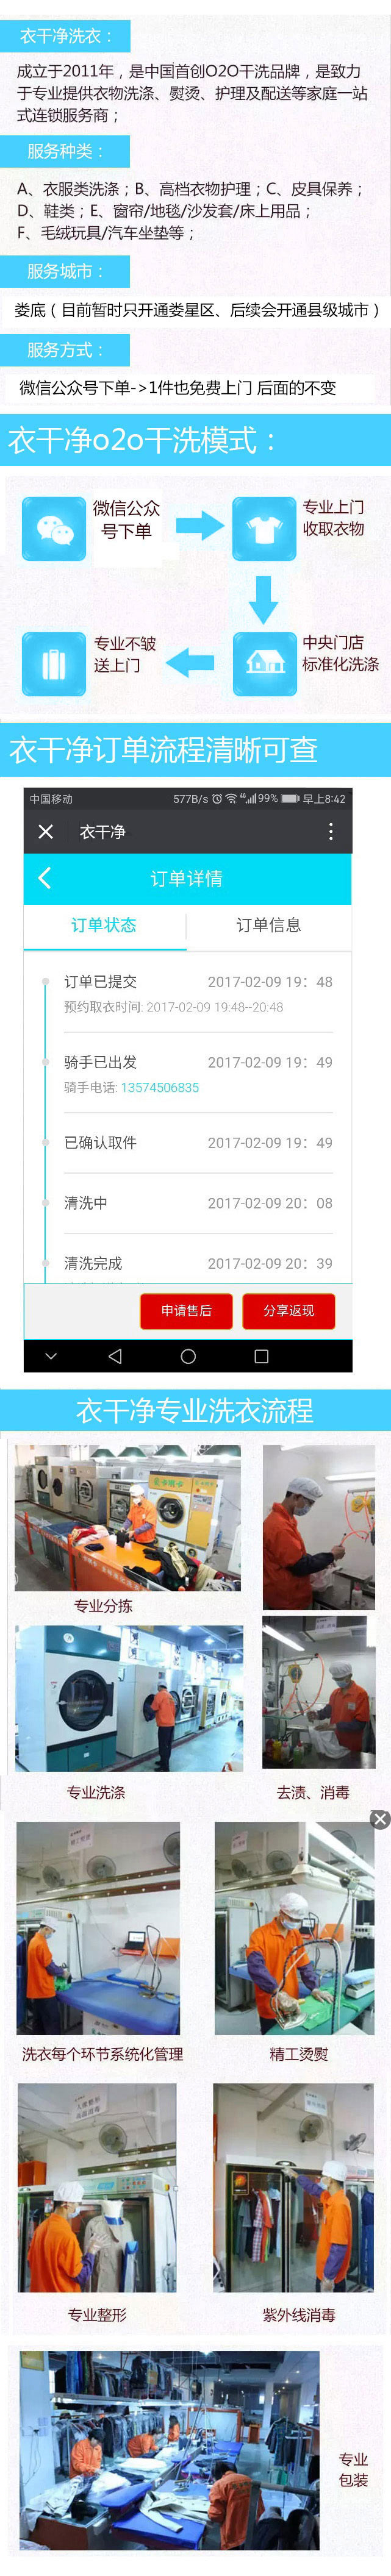 衣干净洗衣：
成立于2011年，是中国首创O2O干洗品牌，是致力
于专业提供衣物洗涤、熨烫、护理及配送等家庭一站
式连锁服务商；
服务种类：
A、衣服类洗涤；B、高档衣物护理；C、皮具保养；
D、鞋类；E、窗帘/地毯/沙发套/床上用品；
F、毛绒玩具/汽车坐垫等；
服务城市：
娄底（目前暂时只开通娄星区、后续会开通县级城市）
服务方式：
微信公众号下单->1件也免费上门 后面的不变
衣干净o2o干洗模式：
微信公众
号下单
专业上门
收取衣物
专业不皱
送上门
中央门店
标准化洗涤
衣干净订单流程清晰可查
中国移动 577B/s 99% 早上8:42
衣干净
订单详情
订单状态 订单信息
订单已提交 2017-02-09 19：48
预约取衣时间: 2017-02-09 19:48--20:48
骑手已出发 2017-02-09 19：49
骑手电话: 13574506835
已确认取件 2017-02-09 19：49
清洗中 2017-02-09 20：08
清洗完成 2017-02-09 20：39
申请售后 分享返现
衣干净专业洗衣流程
专业分拣
专业洗涤
去渍、消毒
洗衣每个环节系统化管理
精工烫熨
专业整形
紫外线消毒
专业
包装